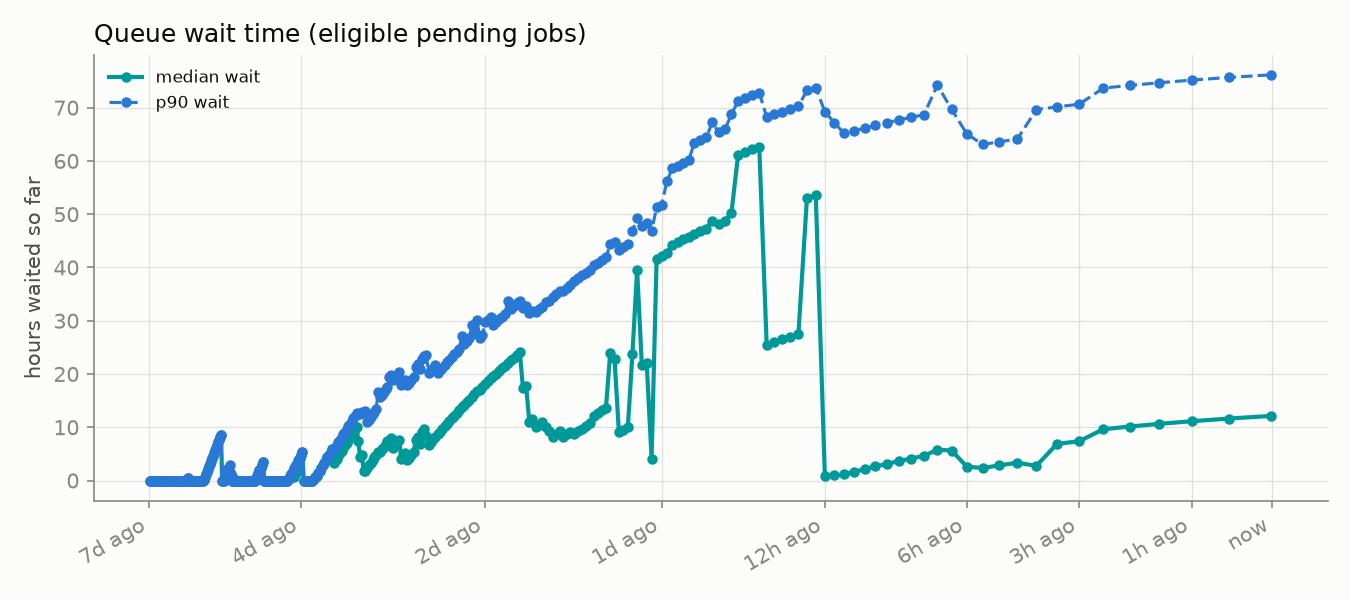 Queue wait time (eligible pending jobs)
median wait
p90 wait
hours waited so far
70
60
50
40
30
20
10
0
7d ago
4d ago
2d ago
1d ago
12h ago
6h ago
3h ago
1h ago
now